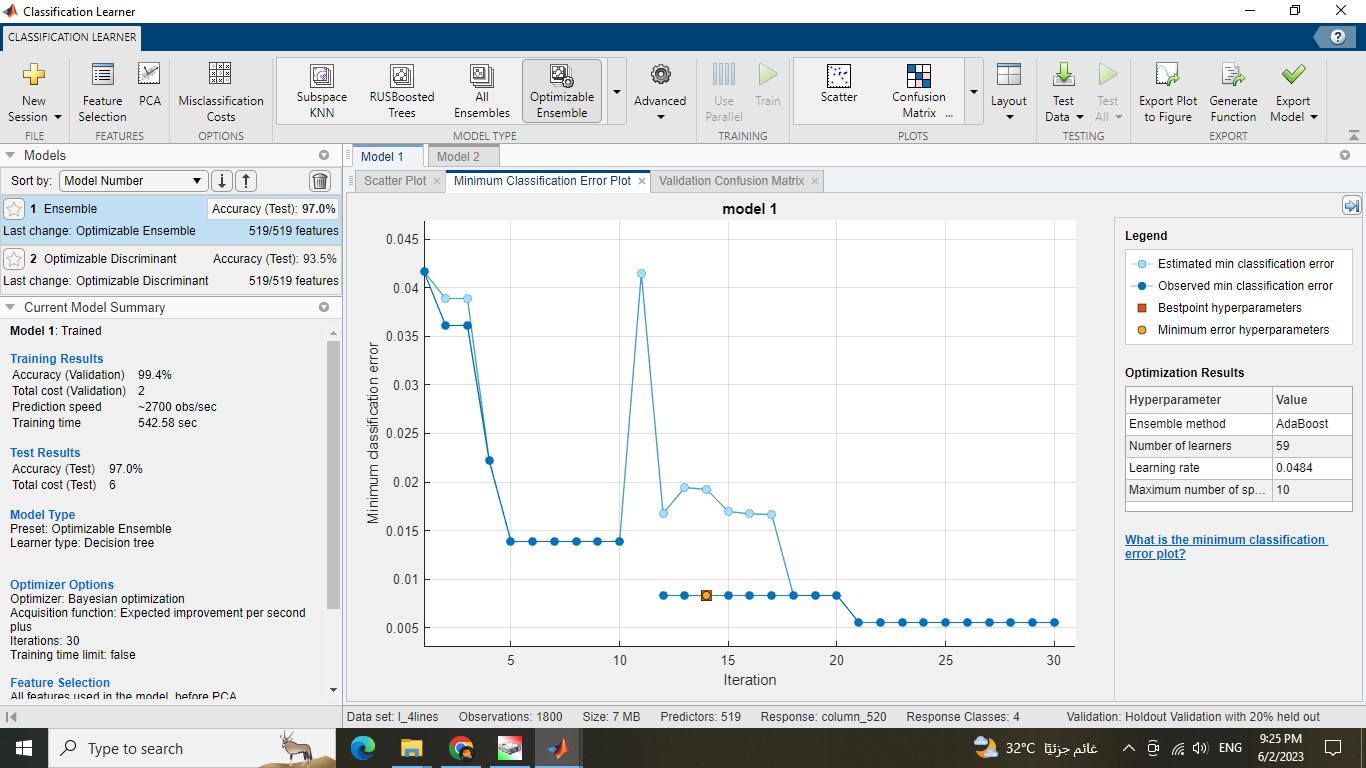 Classification Learner
CLASSIFICATION LEARNER
New Session
Feature Selection
PCA
Misclassification Costs
Subspace KNN
RUSBoosted Trees
All Ensembles
Optimizable Ensemble
Advanced
Use Parallel
Train
Scatter
Confusion Matrix ...
Layout
Test Data
Test All
Export Plot to Figure
Generate Function
Export Model
FILE
FEATURES
OPTIONS
MODEL TYPE
TRAINING
PLOTS
TESTING
EXPORT
Models
Sort by: Model Number
1 Ensemble Accuracy (Test): 97.0%
Last change: Optimizable Ensemble 519/519 features
2 Optimizable Discriminant Accuracy (Test): 93.5%
Last change: Optimizable Discriminant 519/519 features
Current Model Summary
Model 1: Trained
Training Results
Accuracy (Validation) 99.4%
Total cost (Validation) 2
Prediction speed ~2700 obs/sec
Training time 542.58 sec
Test Results
Accuracy (Test) 97.0%
Total cost (Test) 6
Model Type
Preset: Optimizable Ensemble
Learner type: Decision tree
Optimizer Options
Optimizer: Bayesian optimization
Acquisition function: Expected improvement per second
plus
Iterations: 30
Training time limit: false
Feature Selection
All features used in the model, before PCA
Model 1
Model 2
Scatter Plot
Minimum Classification Error Plot
Validation Confusion Matrix
model 1
0.045
0.04
0.035
0.03
0.025
0.02
0.015
0.01
0.005
Minimum classification error
5 10 15 20 25 30
Iteration
Legend
Estimated min classification error
Observed min classification error
Bestpoint hyperparameters
Minimum error hyperparameters
Optimization Results
Hyperparameter Value
Ensemble method AdaBoost
Number of learners 59
Learning rate 0.0484
Maximum number of sp... 10
What is the minimum classification
error plot?
Data set: l_4lines Observations: 1800 Size: 7 MB Predictors: 519 Response: column_520 Response Classes: 4 Validation: Holdout Validation with 20% held out
Type to search
32°C غائم جزئيًا
ENG
9:25 PM
6/2/2023